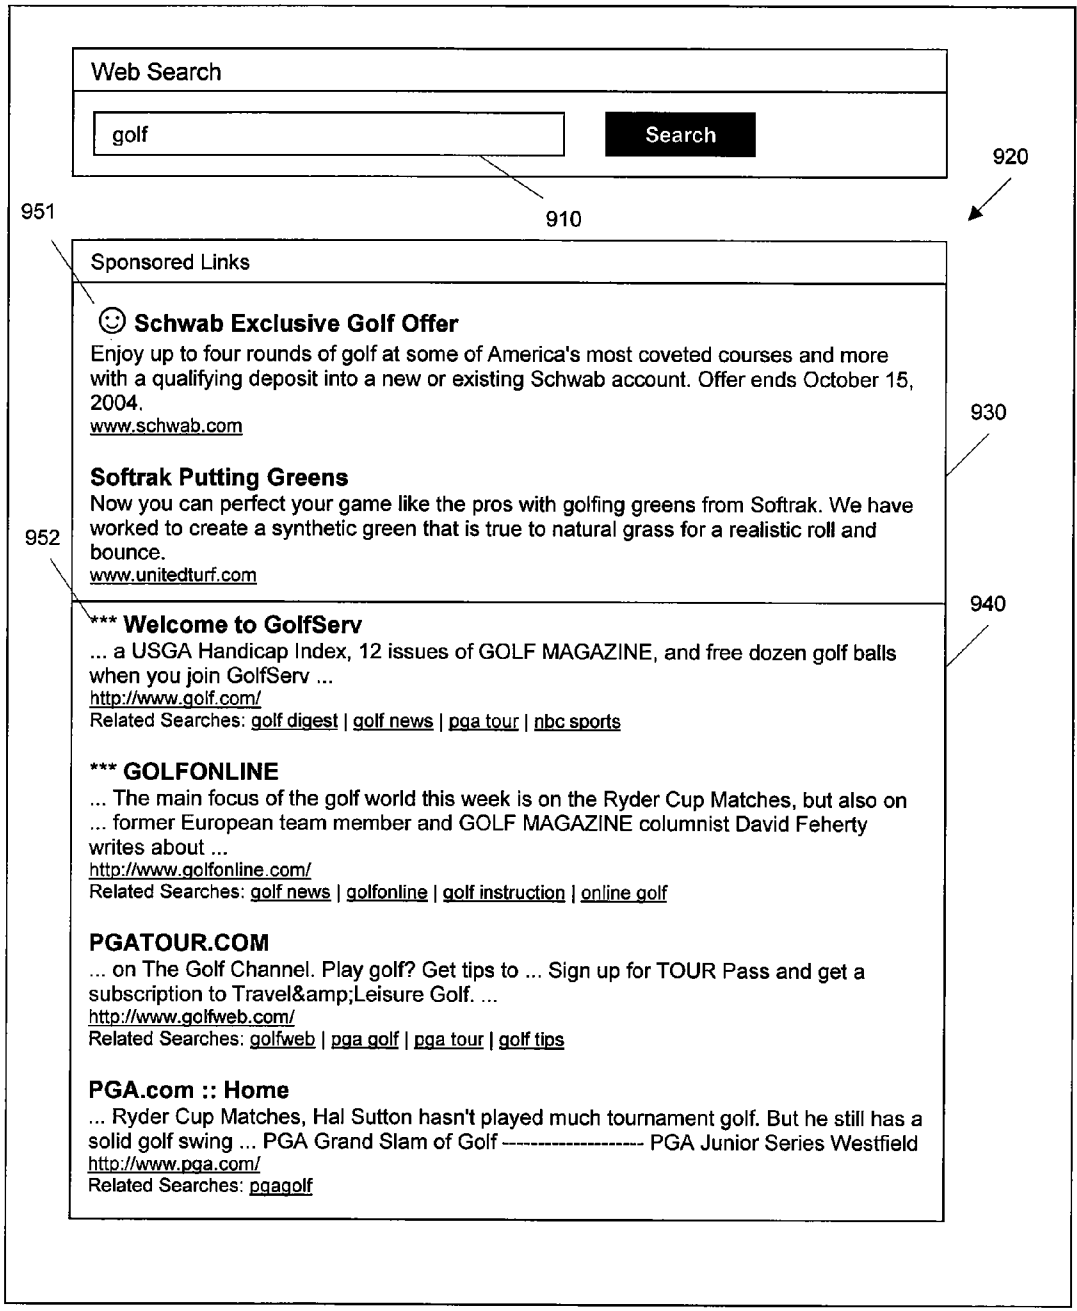 Web Search
golf
Search
920
951
910
Sponsored Links
Schwab Exclusive Golf Offer
Enjoy up to four rounds of golf at some of America's most coveted courses and more
with a qualifying deposit into a new or existing Schwab account. Offer ends October 15,
2004.
www.schwab.com
930
Softrak Putting Greens
Now you can perfect your game like the pros with golfing greens from Softrak. We have
worked to create a synthetic green that is true to natural grass for a realistic roll and
bounce.
www.unitedturf.com
952
940
*** Welcome to GolfServ
... a USGA Handicap Index, 12 issues of GOLF MAGAZINE, and free dozen golf balls
when you join GolfServ ...
http://www.golf.com/
Related Searches: golf digest | golf news | pga tour | nbc sports
*** GOLFONLINE
... The main focus of the golf world this week is on the Ryder Cup Matches, but also on
... former European team member and GOLF MAGAZINE columnist David Feherty
writes about ...
http://www.golfonline.com/
Related Searches: golf news | golfonline | golf instruction | online golf
PGATOUR.COM
... on The Golf Channel. Play golf? Get tips to ... Sign up for TOUR Pass and get a
subscription to Travel&amp;Leisure Golf. ...
http://www.golfweb.com/
Related Searches: golfweb | pga golf | pga tour | golf tips
PGA.com :: Home
... Ryder Cup Matches, Hal Sutton hasn't played much tournament golf. But he still has a
solid golf swing ... PGA Grand Slam of Golf -------------------- PGA Junior Series Westfield
http://www.pga.com/
Related Searches: pgagolf